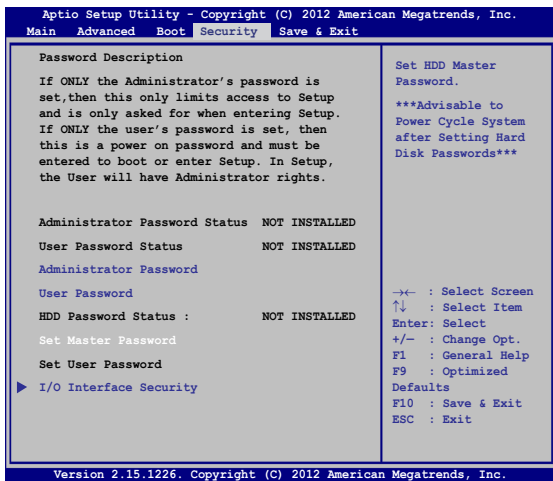 Aptio Setup Utility - Copyright (C) 2012 American Megatrends, Inc.
Main Advanced Boot Security Save & Exit
Password Description
If ONLY the Administrator's password is
set,then this only limits access to Setup
and is only asked for when entering Setup.
If ONLY the user's password is set, then
this is a power on password and must be
entered to boot or enter Setup. In Setup,
the User will have Administrator rights.
Administrator Password Status NOT INSTALLED
User Password Status NOT INSTALLED
Administrator Password
User Password
HDD Password Status : NOT INSTALLED
Set Master Password
Set User Password
I/O Interface Security
Set HDD Master
Password.
***Advisable to
Power Cycle System
after Setting Hard
Disk Passwords***
→← : Select Screen
↑↓ : Select Item
Enter: Select
+/— : Change Opt.
F1 : General Help
F9 : Optimized
Defaults
F10 : Save & Exit
ESC : Exit
Version 2.15.1226. Copyright (C) 2012 American Megatrends, Inc.